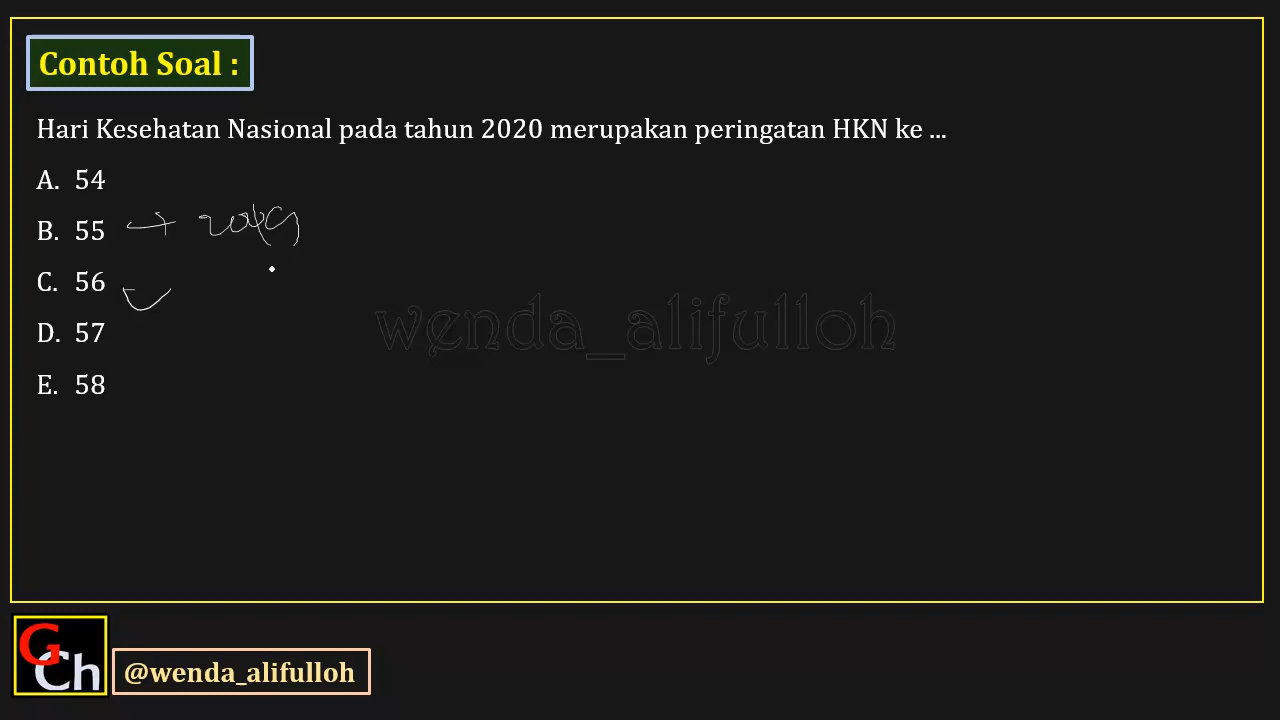 Contoh Soal :
Hari Kesehatan Nasional pada tahun 2020 merupakan peringatan HKN ke ...
A. 54
B. 55
C. 56
D. 57
E. 58
wenda_alifulloh
GCh
@wenda_alifulloh